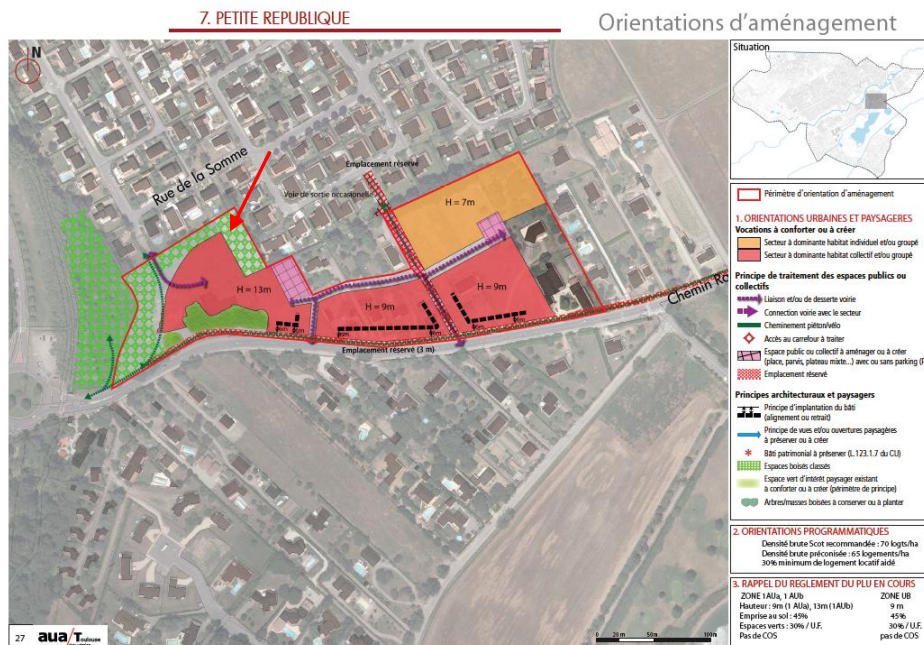 7. PETITE REPUBLIQUE
Orientations d'aménagement
N
Rue de la Somme
Emplacement réservé
Voie de sortie occasionnelle
H = 7m
H = 13m
H = 9m
H = 9m
Chemin
Emplacement réservé (3 m)
27 aua/T oulouse
0 20 m 50m 100m
Situation
Périmètre d'orientation d'aménagement
1. ORIENTATIONS URBAINES ET PAYSAGERES
Vocations à conforter ou à créer
Secteur à dominante habitat individuel et/ou groupé
Secteur à dominante habitat collectif et/ou groupé
Principe de traitement des espaces publics ou
collectifs
Liaison et/ou de desserte voirie
Connection voirie avec le secteur
Cheminement piéton/vélo
Accès au carrefour à traiter
Espace public ou collectif à aménager ou à créer
(place, parvis, plateau mixte...) avec ou sans parking (P
Emplacement réservé
Principes architecturaux et paysagers
Principe d'implantation du bâti
(alignement ou retrait)
Principe de vues et/ou ouvertures paysagères
à préserver ou à créer
Bâti patrimonial à préserver (L.123.1.7 du CU)
Espaces boisés classés
Espace vert d'intérêt paysager existant
à conforter ou à créer (périmètre de principe)
Arbres/masses boisées à conserver ou à planter
2. ORIENTATIONS PROGRAMMATIQUES
Densité brute Scot recommandée : 70 logts/ha
Densité brute préconisée : 65 logements/ha
30% minimum de logement locatif aidé
3. RAPPEL DU REGLEMENT DU PLU EN COURS
ZONE 1AUa, 1 AUb ZONE UB
Hauteur : 9m (1 AUa), 13m (1AUb) 9 m
Emprise au sol : 45% 45%
Espaces verts : 30% / U.F. 30% / U.F.
Pas de COS pas de COS